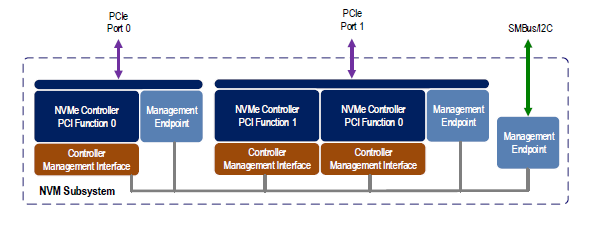 PCIe
Port 0
PCIe
Port 1
SMBus/I2C
NVMe Controller
PCI Function 0
Management
Endpoint
NVMe Controller
PCI Function 1
NVMe Controller
PCI Function 0
Management
Endpoint
Management
Endpoint
Controller
Management Interface
Controller
Management Interface
Controller
Management Interface
NVM Subsystem